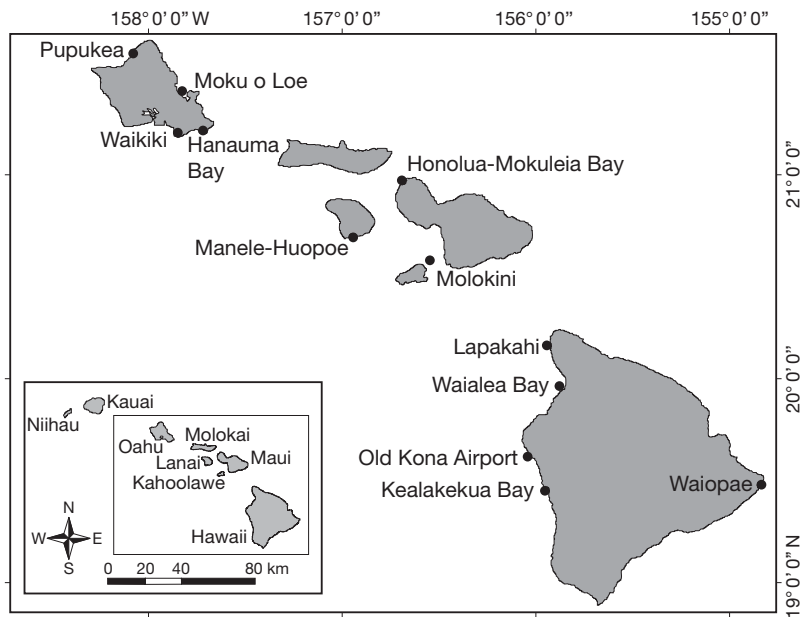 158° 0' 0" W
157° 0' 0"
156° 0' 0"
155° 0' 0"
Pupukea
Moku o Loe
Waikiki
Hanauma
Bay
21° 0' 0"
Honolua-Mokuleia Bay
Manele-Huopoe
Molokini
Lapakahi
20° 0' 0"
Waialea Bay
Old Kona Airport
Kealakekua Bay
Waiopae
19° 0' 0" N
Kauai
Niihau
Oahu
Molokai
Lanai
Maui
Kahoolawe
Hawaii
N
W E
S
0 20 40 80 km